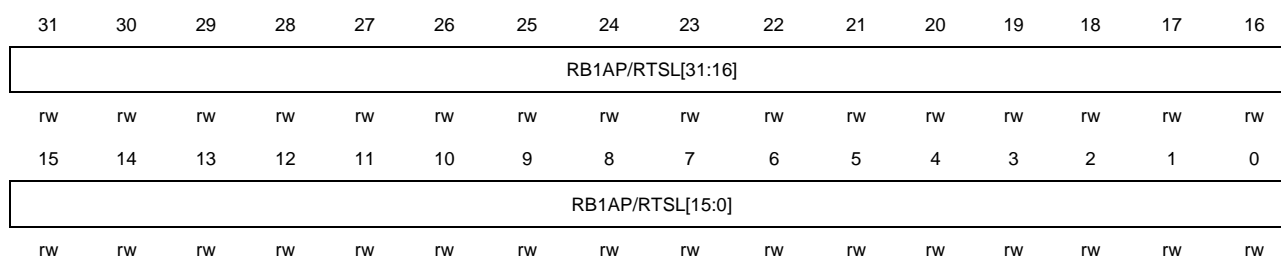 31 30 29 28 27 26 25 24 23 22 21 20 19 18 17 16
RB1AP/RTSL[31:16]
rw rw rw rw rw rw rw rw rw rw rw rw rw rw rw rw
15 14 13 12 11 10 9 8 7 6 5 4 3 2 1 0
RB1AP/RTSL[15:0]
rw rw rw rw rw rw rw rw rw rw rw rw rw rw rw rw